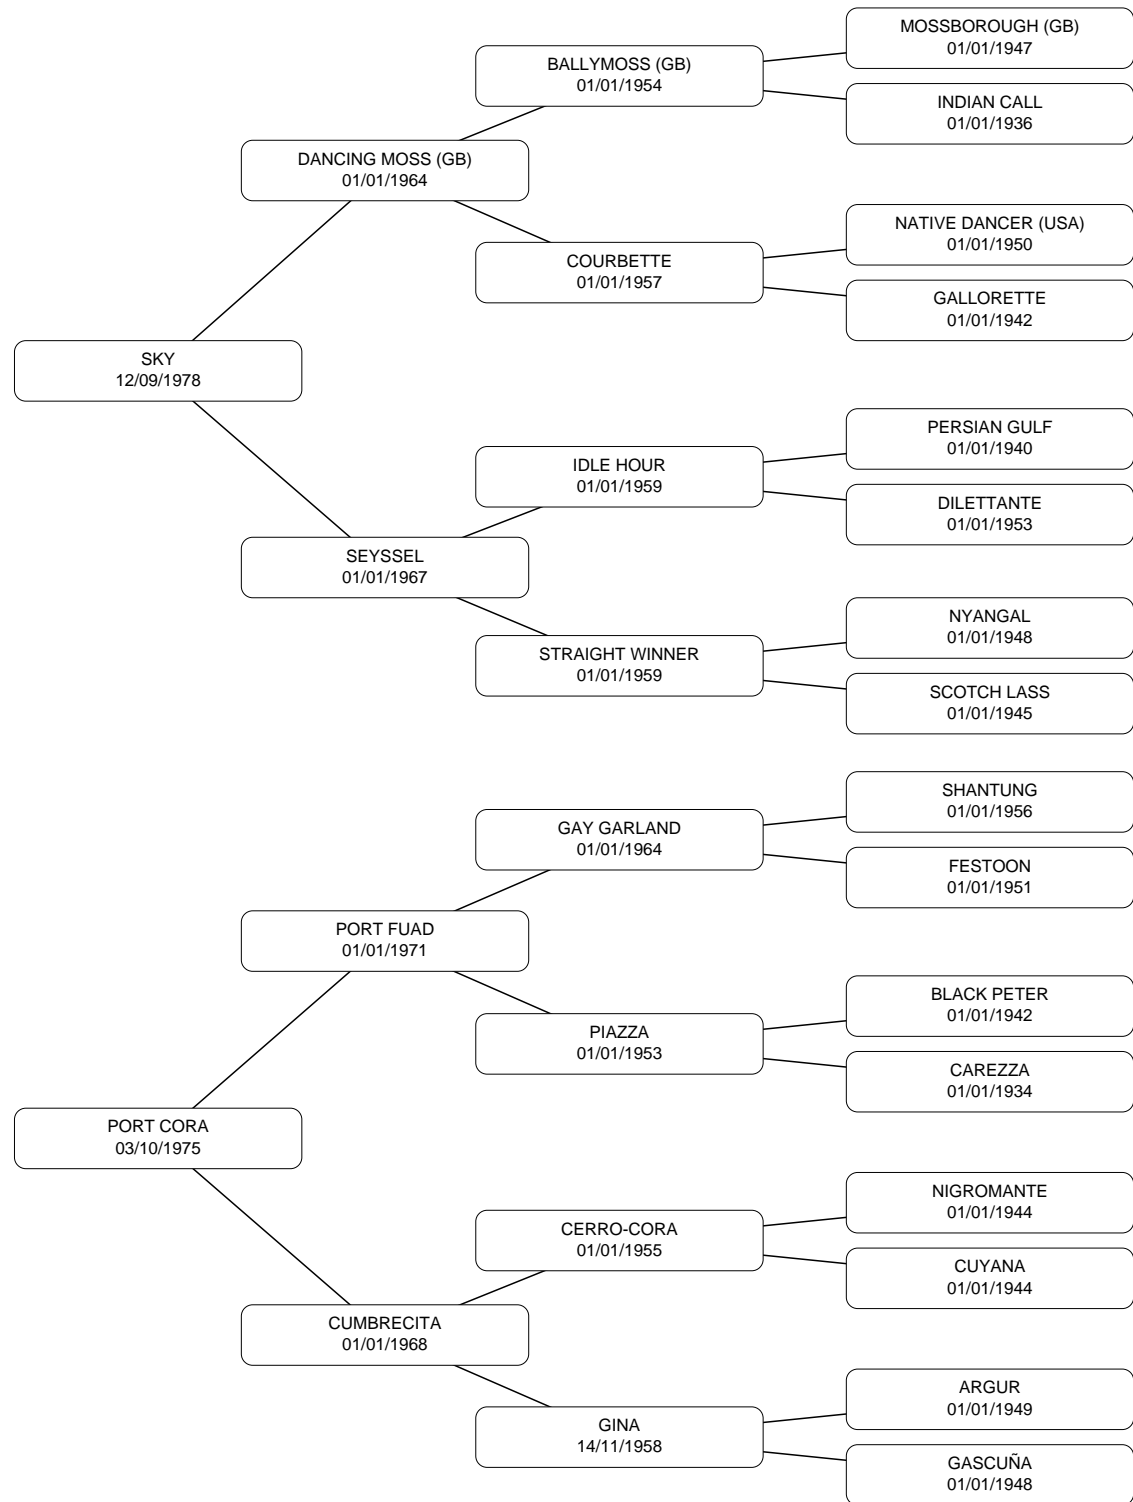 MOSSBOROUGH (GB)
01/01/1947
BALLYMOSS (GB)
01/01/1954
INDIAN CALL
01/01/1936
DANCING MOSS (GB)
01/01/1964
NATIVE DANCER (USA)
01/01/1950
COURBETTE
01/01/1957
GALLORETTE
01/01/1942
SKY
12/09/1978
PERSIAN GULF
01/01/1940
IDLE HOUR
01/01/1959
DILETTANTE
01/01/1953
SEYSSEL
01/01/1967
NYANGAL
01/01/1948
STRAIGHT WINNER
01/01/1959
SCOTCH LASS
01/01/1945
SHANTUNG
01/01/1956
GAY GARLAND
01/01/1964
FESTOON
01/01/1951
PORT FUAD
01/01/1971
BLACK PETER
01/01/1942
PIAZZA
01/01/1953
CAREZZA
01/01/1934
PORT CORA
03/10/1975
NIGROMANTE
01/01/1944
CERRO-CORA
01/01/1955
CUYANA
01/01/1944
CUMBRECITA
01/01/1968
ARGUR
01/01/1949
GINA
14/11/1958
GASCUÑA
01/01/1948